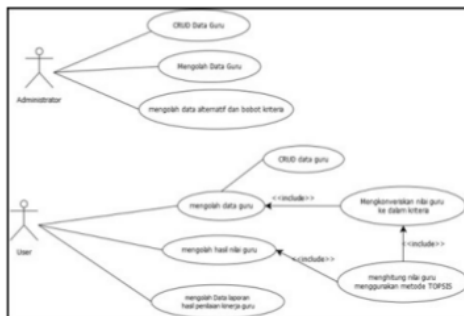 CRUD Data Guru
Mengolah Data Guru
Administrator
mengolah data alternatif dan bobot kriteria
CRUD data guru
mengolah data guru
<<include>>
Mengkonversikan nilai guru
ke dalam kriteria
<<include>>
mengolah hasil nilai guru
<<include>>
User
menghitung nilai guru
menggunakan metode TOPSIS
mengolah Data laporan
hasil penilaian kinerja guru